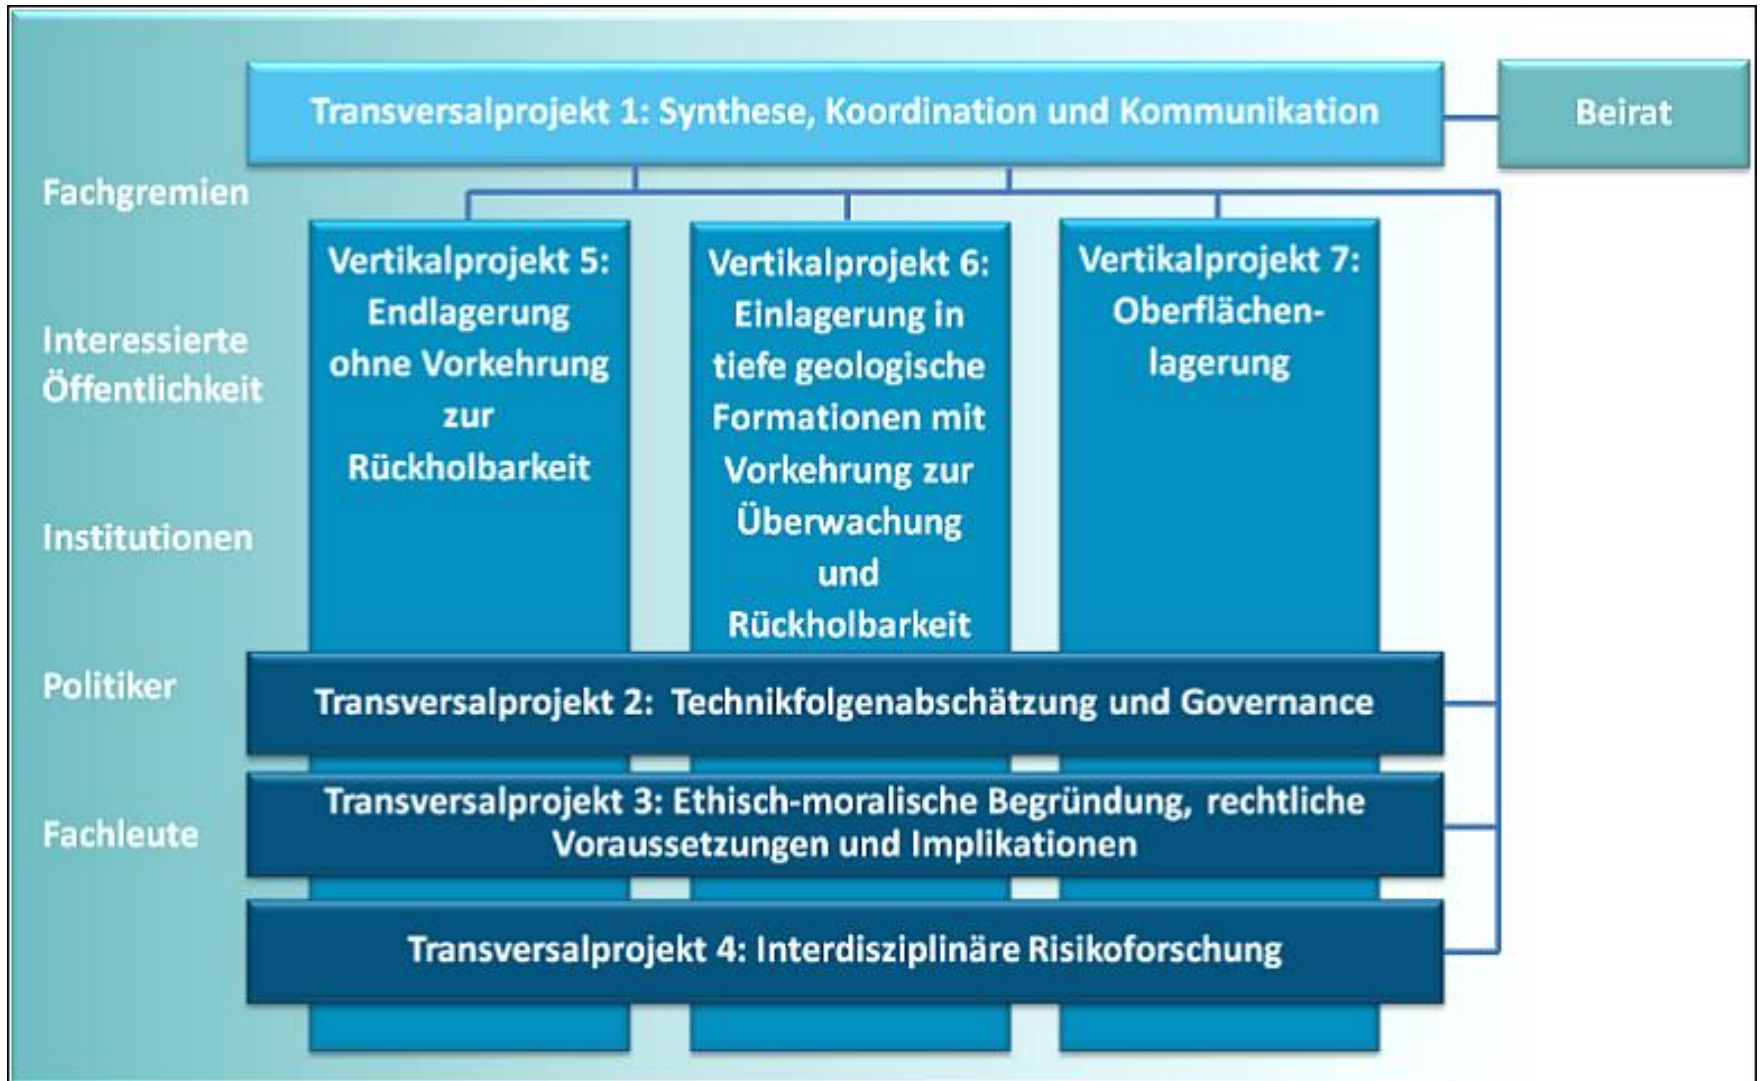 Transversalprojekt 1: Synthese, Koordination und Kommunikation
Beirat
Fachgremien
Interessierte
Öffentlichkeit
Institutionen
Politiker
Fachleute
Vertikalprojekt 5:
Endlagerung
ohne Vorkehrung
zur
Rückholbarkeit
Vertikalprojekt 6:
Einlagerung in
tiefe geologische
Formationen mit
Vorkehrung zur
Überwachung
und
Rückholbarkeit
Vertikalprojekt 7:
Oberflächen-
lagerung
Transversalprojekt 2: Technikfolgenabschätzung und Governance
Transversalprojekt 3: Ethisch-moralische Begründung, rechtliche
Voraussetzungen und Implikationen
Transversalprojekt 4: Interdisziplinäre Risikoforschung